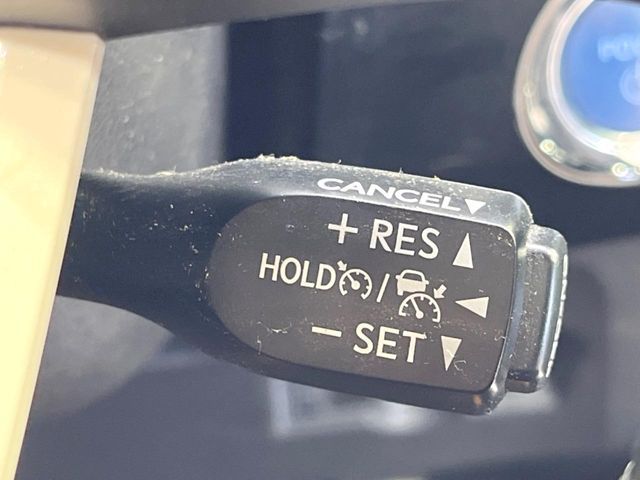 CANCEL▼
+ RES ▲
HOLD / ◀
− SET ▼